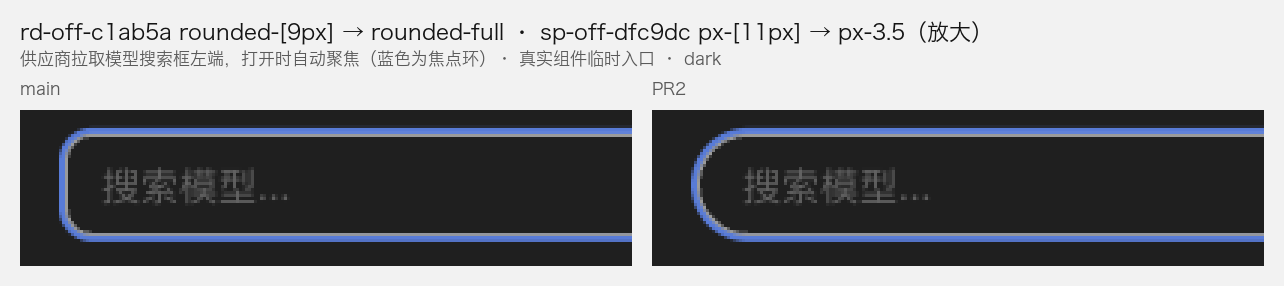 rd-off-c1ab5a rounded-[9px] → rounded-full · sp-off-dfc9dc px-[11px] → px-3.5（放大）
供应商拉取模型搜索框左端，打开时自动聚焦（蓝色为焦点环）· 真实组件临时入口 · dark
main
PR2
搜索模型...
搜索模型...